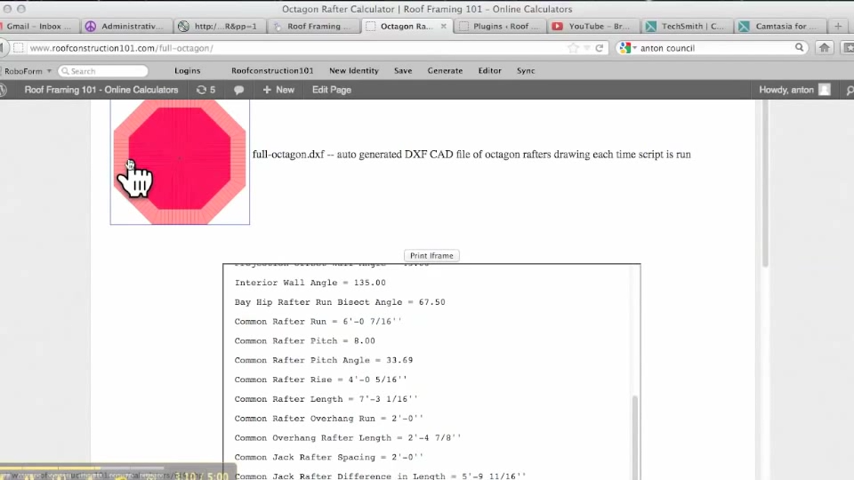 Octagon Rafter Calculator | Roof Framing 101 - Online Calculators
Gmail - Inbox
Administrativ...
http:/...R&pp-1
Roof Framing ...
Octagon Ra...
Plugins ‹ Roof ...
YouTube - Br...
TechSmith | ...
Camtasia for ...
www.roofconstruction101.com/full-octagon/
anton council
RoboForm
Search
Logins
Roofconstruction101
New Identity
Save
Generate
Editor
Sync
Roof Framing 101 - Online Calculators
5
+ New
Edit Page
Howdy, anton
full-octagon.dxf -- auto generated DXF CAD file of octagon rafters drawing each time script is run
Print Iframe
Interior Wall Angle = 135.00
Bay Hip Rafter Run Bisect Angle = 67.50
Common Rafter Run = 6'-0 7/16''
Common Rafter Pitch = 8.00
Common Rafter Pitch Angle = 33.69
Common Rafter Rise = 4'-0 5/16''
Common Rafter Length = 7'-3 1/16''
Common Rafter Overhang Run = 2'-0''
Common Overhang Rafter Length = 2'-4 7/8''
Common Jack Rafter Spacing = 2'-0''
Common Jack Rafter Difference in Length = 5'-9 11/16''